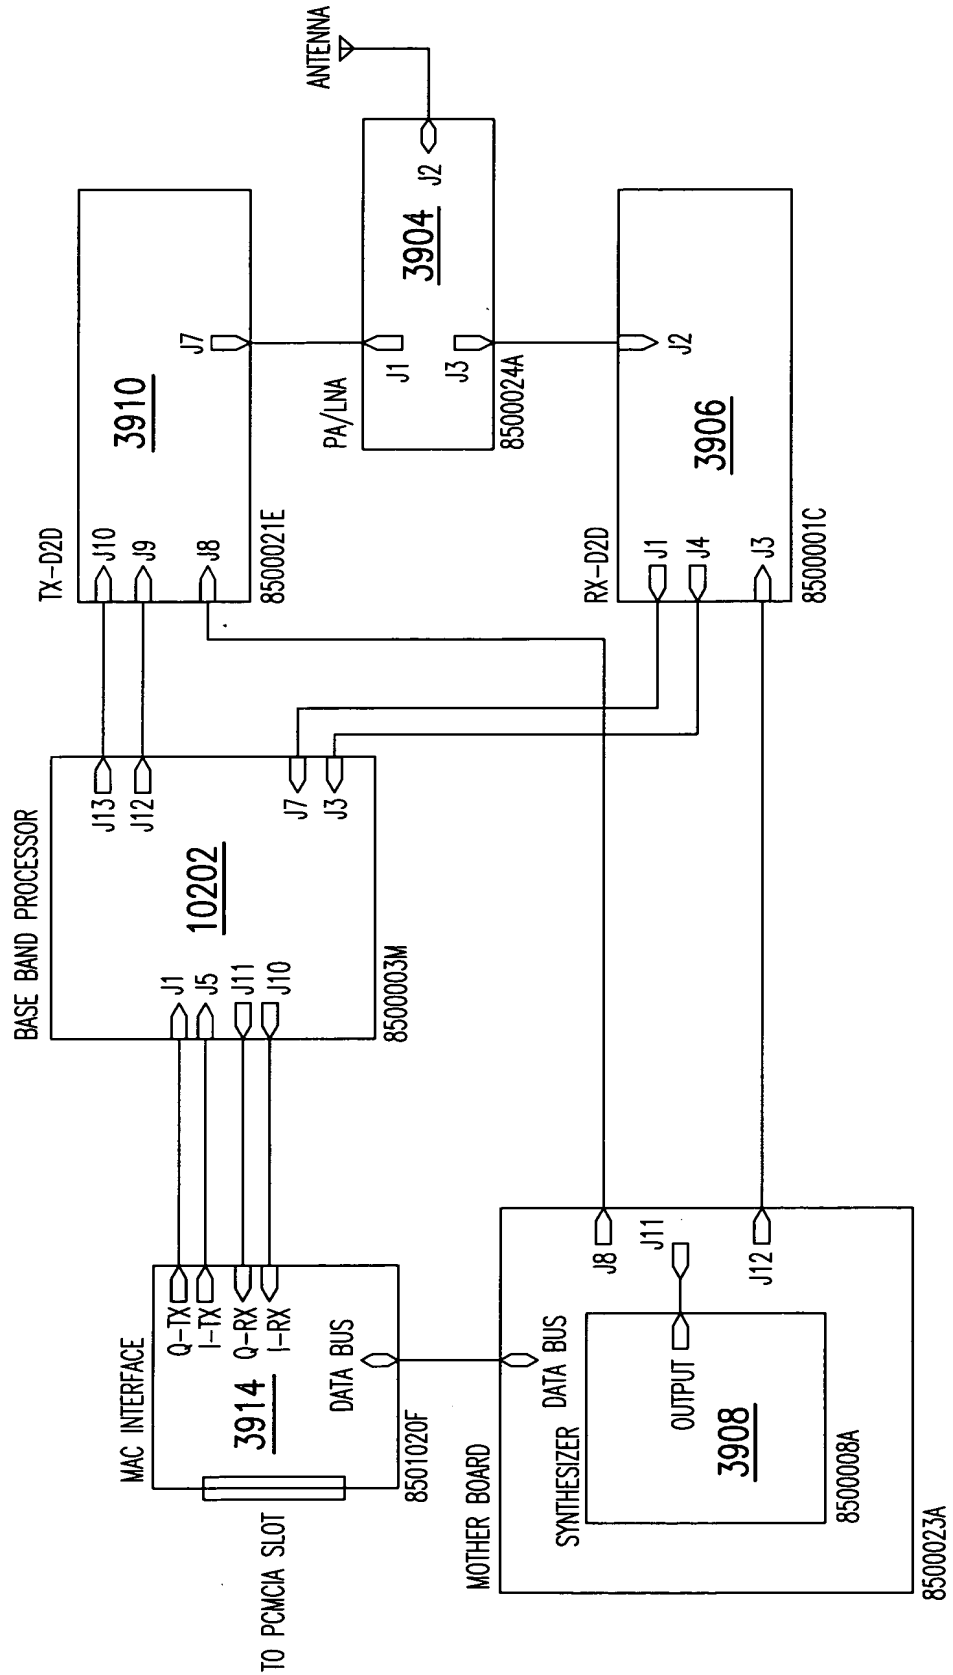 TO PCMCIA SLOT
MAC INTERFACE
Q-TX
I-TX
Q-RX
I-RX
3914
DATA BUS
8501020F
MOTHER BOARD
DATA BUS
SYNTHESIZER
OUTPUT
3908
8500008A
J8
J11
J12
8500023A
BASE BAND PROCESSOR
J1
J5
J11
J10
10202
J13
J12
J7
J3
8500003M
TX-D2D
J10
J9
J8
3910
J7
8500021E
PA/LNA
J1
J3
3904
J2
8500024A
ANTENNA
RX-D2D
J1
J4
J3
3906
J2
8500001C